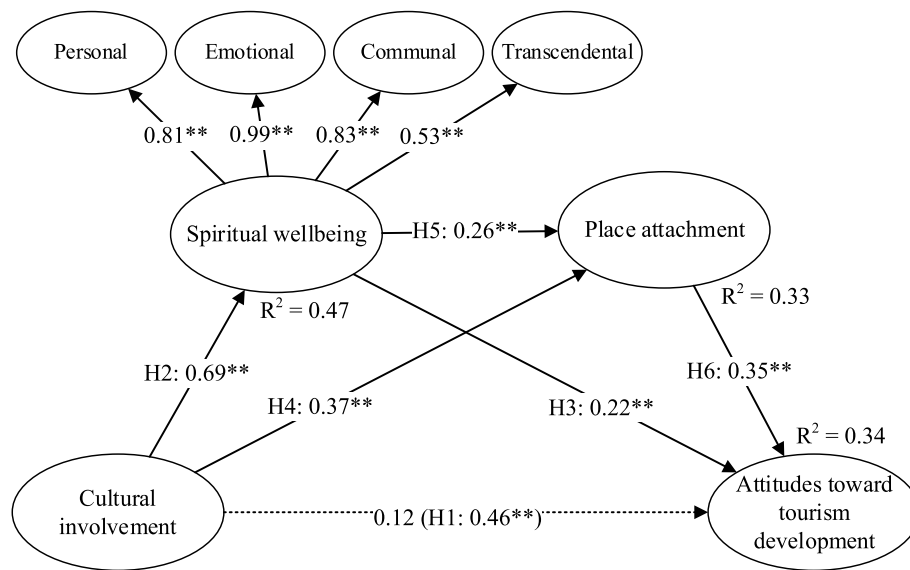 Personal
Emotional
Communal
Transcendental
0.81**
0.99**
0.83**
0.53**
Spiritual wellbeing
H5: 0.26**
Place attachment
R² = 0.47
R² = 0.33
H2: 0.69**
H4: 0.37**
H3: 0.22**
H6: 0.35**
R² = 0.34
Cultural
involvement
0.12 (H1: 0.46**)
Attitudes toward
tourism
development